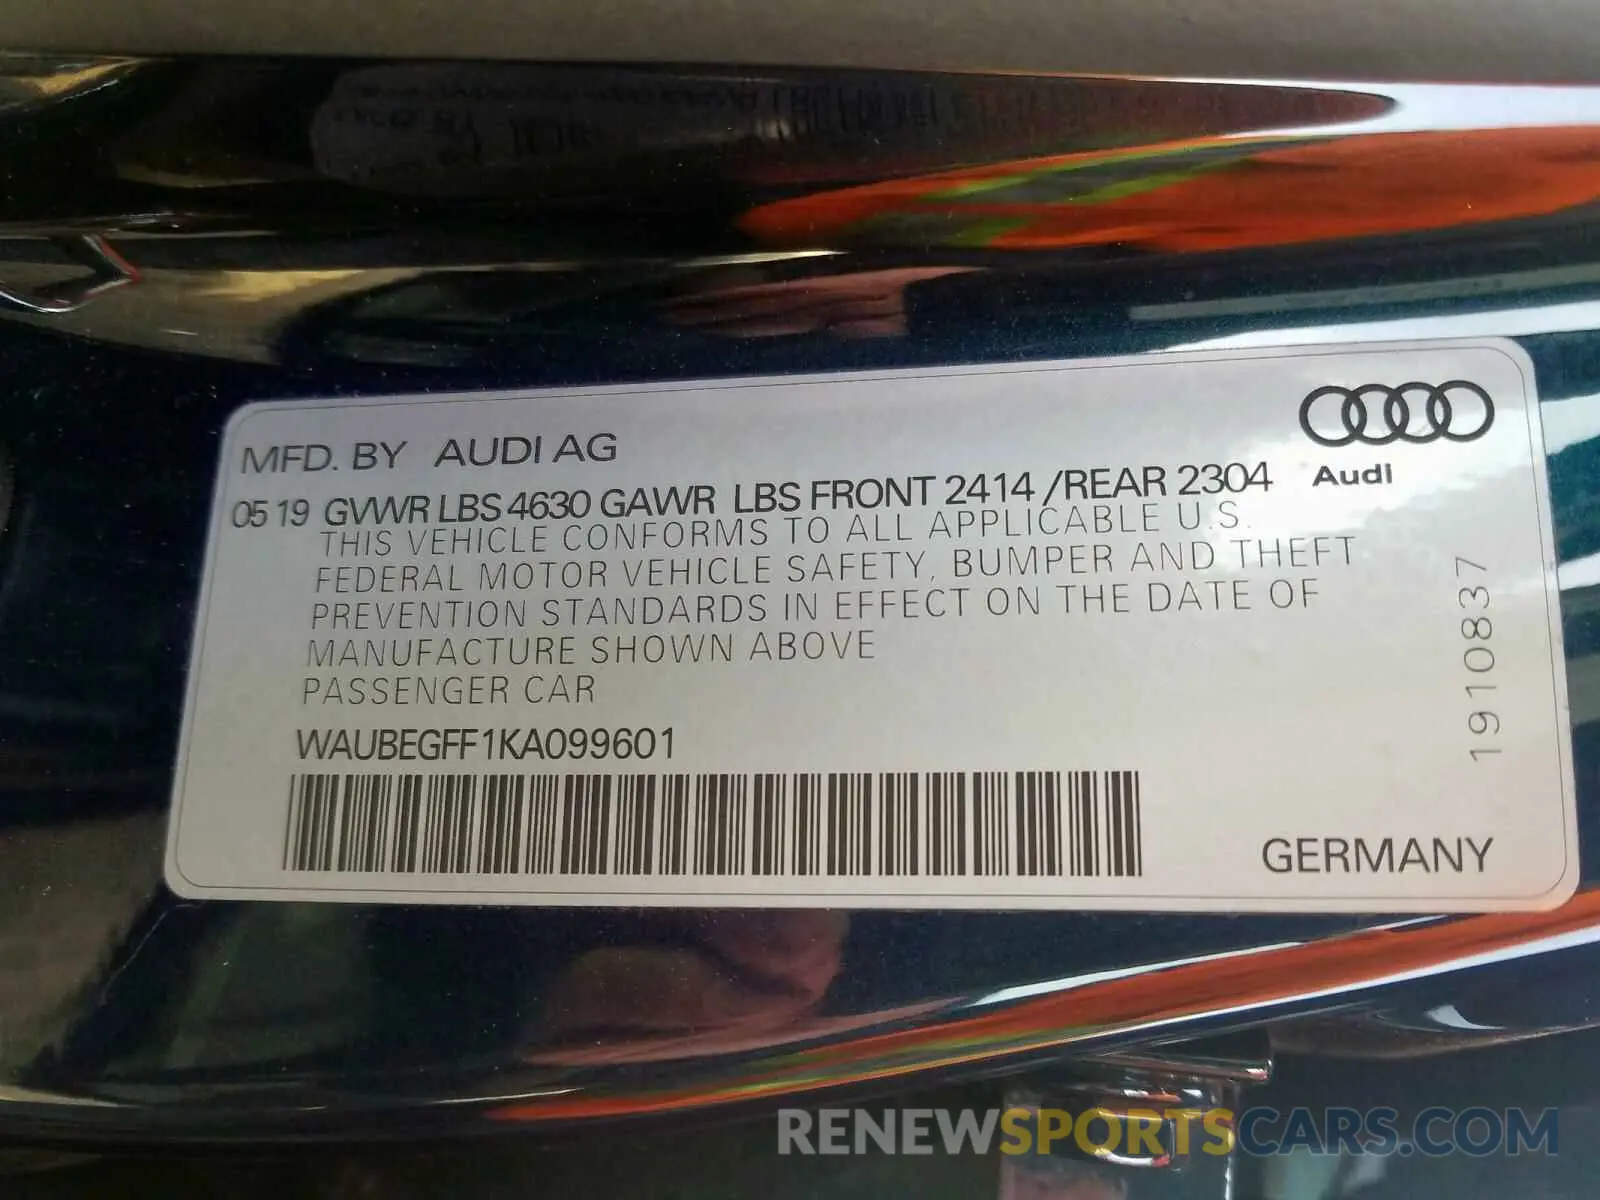 MFD. BY AUDI AG
05 19 GVWR LBS 4630 GAWR LBS FRONT 2414 /REAR 2304
Audi
THIS VEHICLE CONFORMS TO ALL APPLICABLE U.S.
FEDERAL MOTOR VEHICLE SAFETY, BUMPER AND THEFT
PREVENTION STANDARDS IN EFFECT ON THE DATE OF
MANUFACTURE SHOWN ABOVE
PASSENGER CAR
WAUBEGFF1KA099601
1910837
GERMANY
RENEWSPORTSCARS.COM